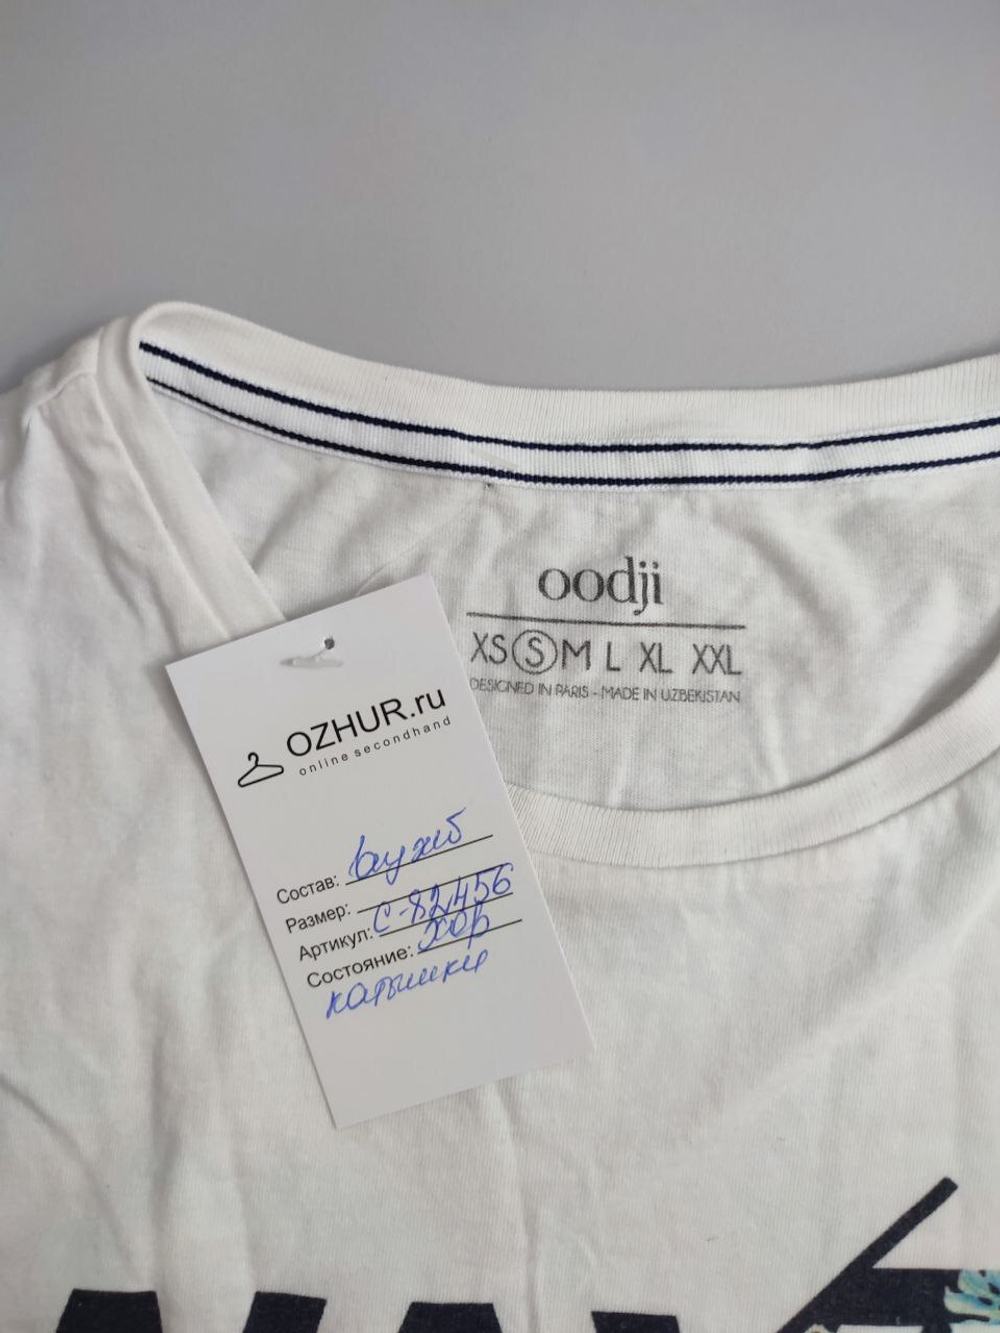 oodji
XS S M L XL XXL
DESIGNED IN PARIS - MADE IN UZBEKISTAN
OZHUR.ru
online secondhand
Состав:
Размер:
Артикул: С-82456
Состояние: хор
катышки